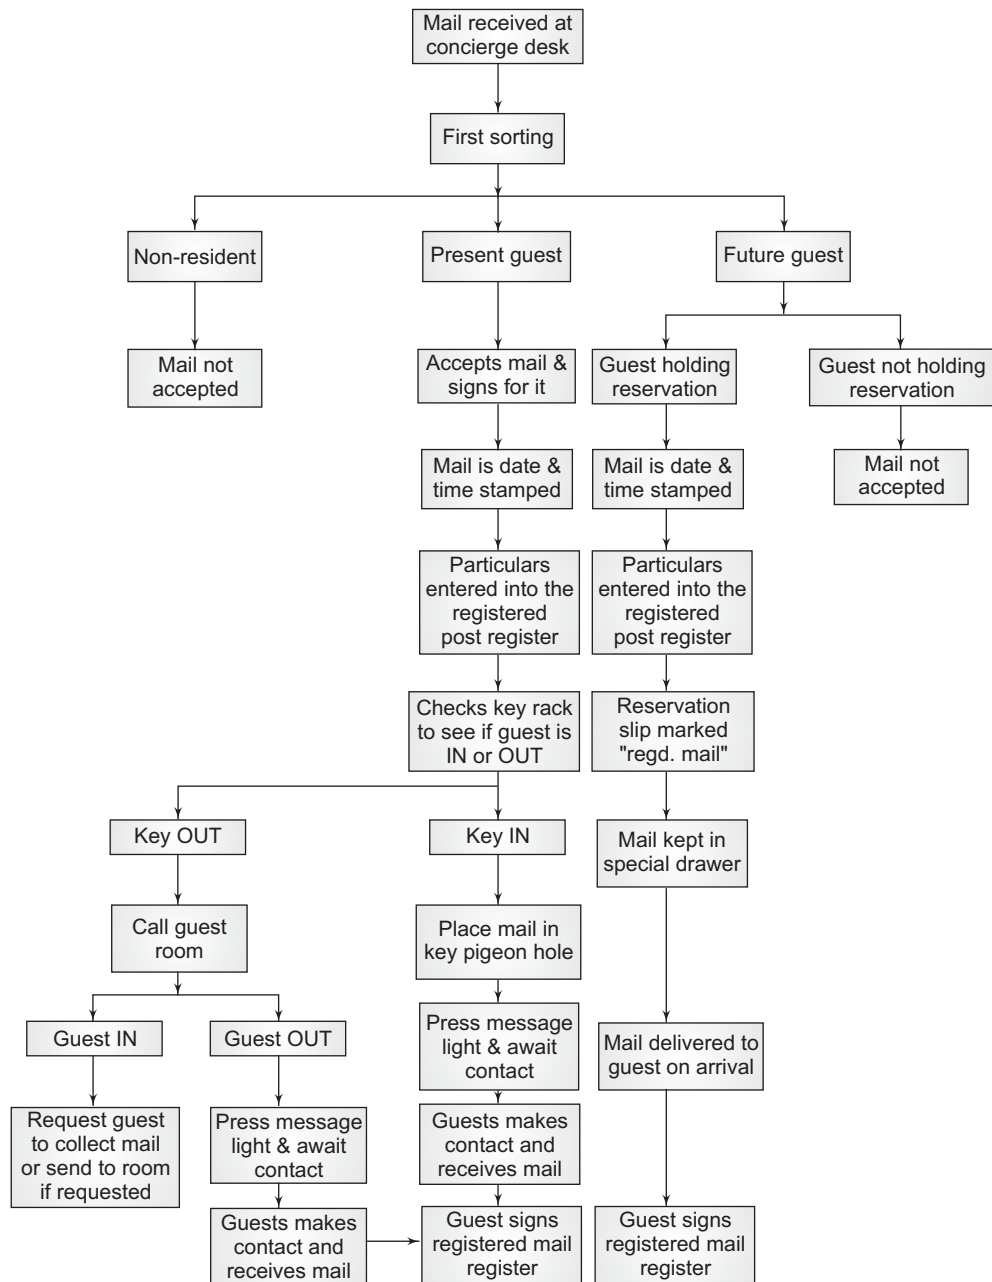 Mail received at
concierge desk
First sorting
Non-resident
Present guest
Future guest
Mail not
accepted
Accepts mail &
signs for it
Guest holding
reservation
Guest not holding
reservation
Mail is date &
time stamped
Mail is date &
time stamped
Mail not
accepted
Particulars
entered into the
registered
post register
Particulars
entered into the
registered
post register
Checks key rack
to see if guest is
IN or OUT
Reservation
slip marked
"regd. mail"
Key OUT
Key IN
Mail kept in
special drawer
Call guest
room
Place mail in
key pigeon hole
Guest IN
Guest OUT
Press message
light & await
contact
Mail delivered to
guest on arrival
Request guest
to collect mail
or send to room
if requested
Press message
light & await
contact
Guests makes
contact and
receives mail
Guests makes
contact and
receives mail
Guest signs
registered mail
register
Guest signs
registered mail
register